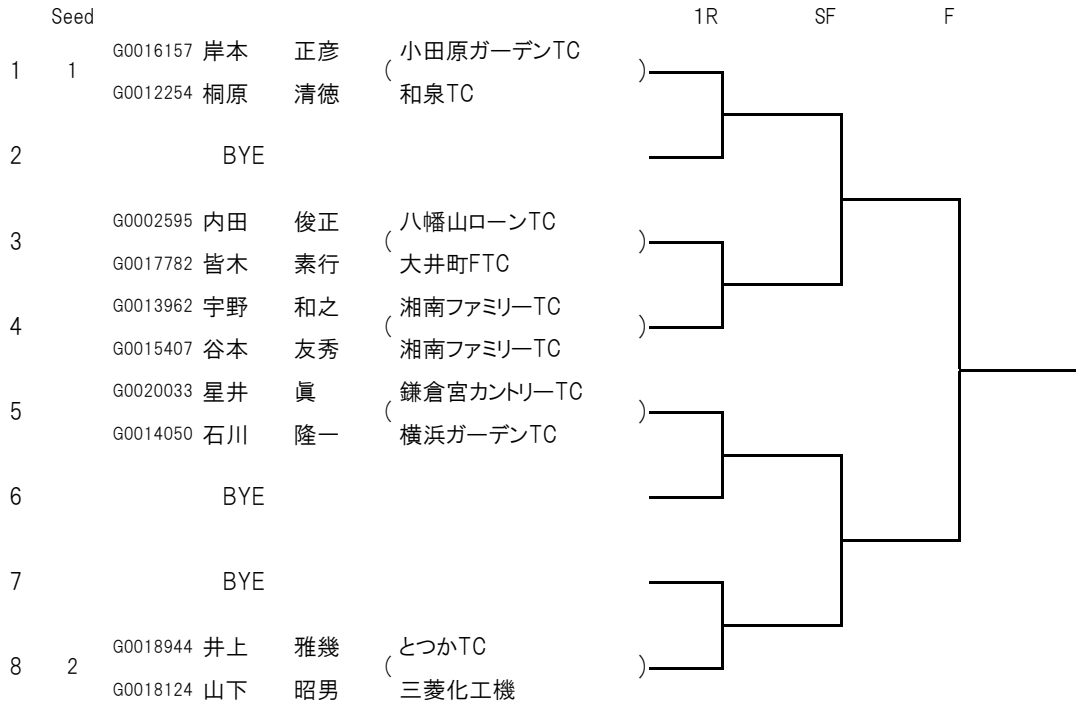 Seed 1R SF F
G0016157 岸本 正彦 小田原ガーデンTC
1 1 ( )
G0012254 桐原 清徳 和泉TC
2 BYE
G0002595 内田 俊正 八幡山ローンTC
3 ( )
G0017782 皆木 素行 大井町FTC
G0013962 宇野 和之 湘南ファミリーTC
4 ( )
G0015407 谷本 友秀 湘南ファミリーTC
G0020033 星井 眞 鎌倉宮カントリーTC
5 ( )
G0014050 石川 隆一 横浜ガーデンTC
6 BYE
7 BYE
G0018944 井上 雅幾 とつかTC
8 2 ( )
G0018124 山下 昭男 三菱化工機